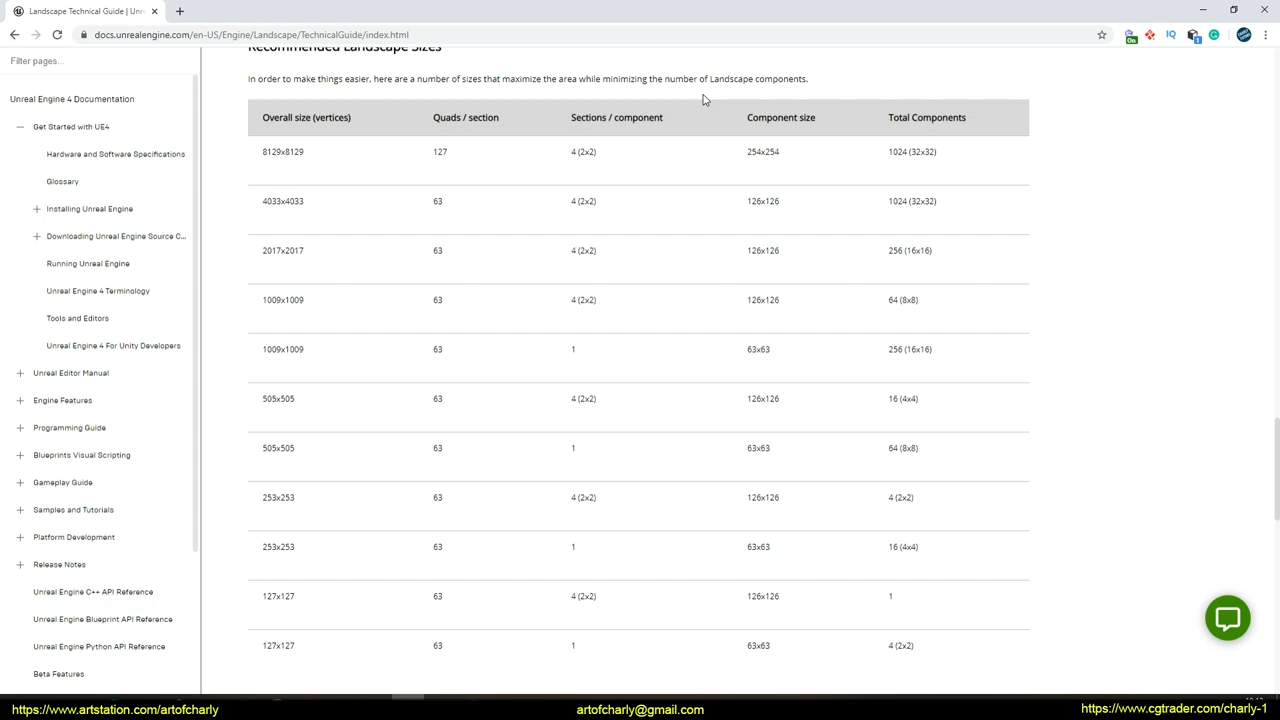 Landscape Technical Guide | Unr
docs.unrealengine.com/en-US/Engine/Landscape/TechnicalGuide/index.html
On
IQ
1
Filter pages...
Unreal Engine 4 Documentation
Get Started with UE4
Hardware and Software Specifications
Glossary
Installing Unreal Engine
Downloading Unreal Engine Source C...
Running Unreal Engine
Unreal Engine 4 Terminology
Tools and Editors
Unreal Engine 4 For Unity Developers
Unreal Editor Manual
Engine Features
Programming Guide
Blueprints Visual Scripting
Gameplay Guide
Samples and Tutorials
Platform Development
Release Notes
Unreal Engine C++ API Reference
Unreal Engine Blueprint API Reference
Unreal Engine Python API Reference
Beta Features
Recommended Landscape Sizes
In order to make things easier, here are a number of sizes that maximize the area while minimizing the number of Landscape components.
Overall size (vertices) Quads / section Sections / component Component size Total Components
8129x8129 127 4 (2x2) 254x254 1024 (32x32)
4033x4033 63 4 (2x2) 126x126 1024 (32x32)
2017x2017 63 4 (2x2) 126x126 256 (16x16)
1009x1009 63 4 (2x2) 126x126 64 (8x8)
1009x1009 63 1 63x63 256 (16x16)
505x505 63 4 (2x2) 126x126 16 (4x4)
505x505 63 1 63x63 64 (8x8)
253x253 63 4 (2x2) 126x126 4 (2x2)
253x253 63 1 63x63 16 (4x4)
127x127 63 4 (2x2) 126x126 1
127x127 63 1 63x63 4 (2x2)
https://www.artstation.com/artofcharly artofcharly@gmail.com https://www.cgtrader.com/charly-1